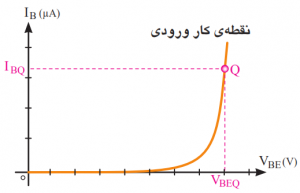 I_B (μA)
نقطه‌ی کار ورودی
I_BQ
Q
o
V_BEQ
V_BE (V)